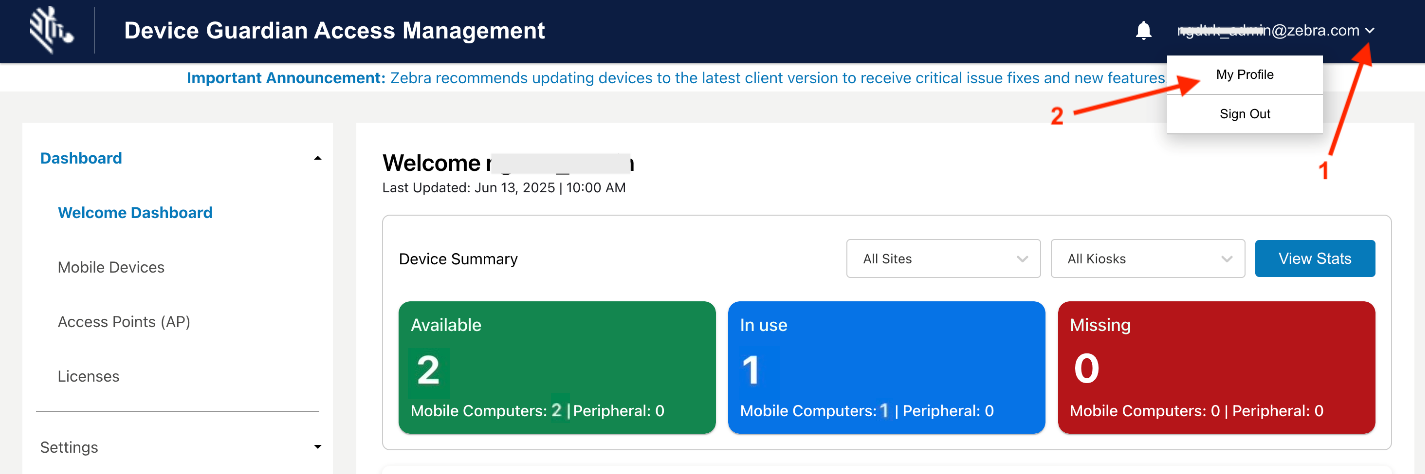 Device Guardian Access Management
@zebra.com
Important Announcement: Zebra recommends updating devices to the latest client version to receive critical issue fixes and new features
My Profile
2
Sign Out
Dashboard
Welcome
1
Last Updated: Jun 13, 2025 | 10:00 AM
Welcome Dashboard
Mobile Devices
Access Points (AP)
Licenses
Settings
Device Summary
All Sites
All Kiosks
View Stats
Available
2
Mobile Computers: 2 | Peripheral: 0
In use
1
Mobile Computers: 1 | Peripheral: 0
Missing
0
Mobile Computers: 0 | Peripheral: 0